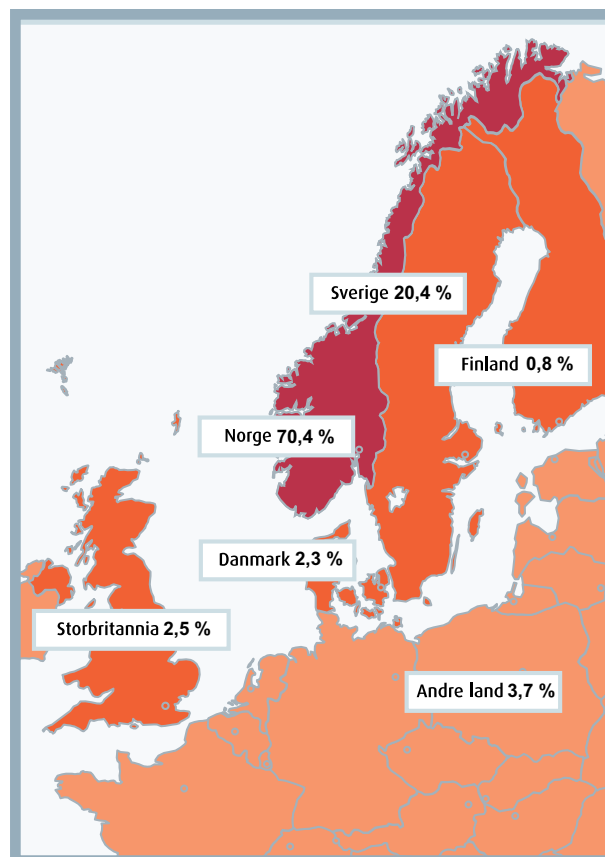 Sverige 20,4 %
Finland 0,8 %
Norge 70,4 %
Danmark 2,3 %
Storbritannia 2,5 %
Andre land 3,7 %